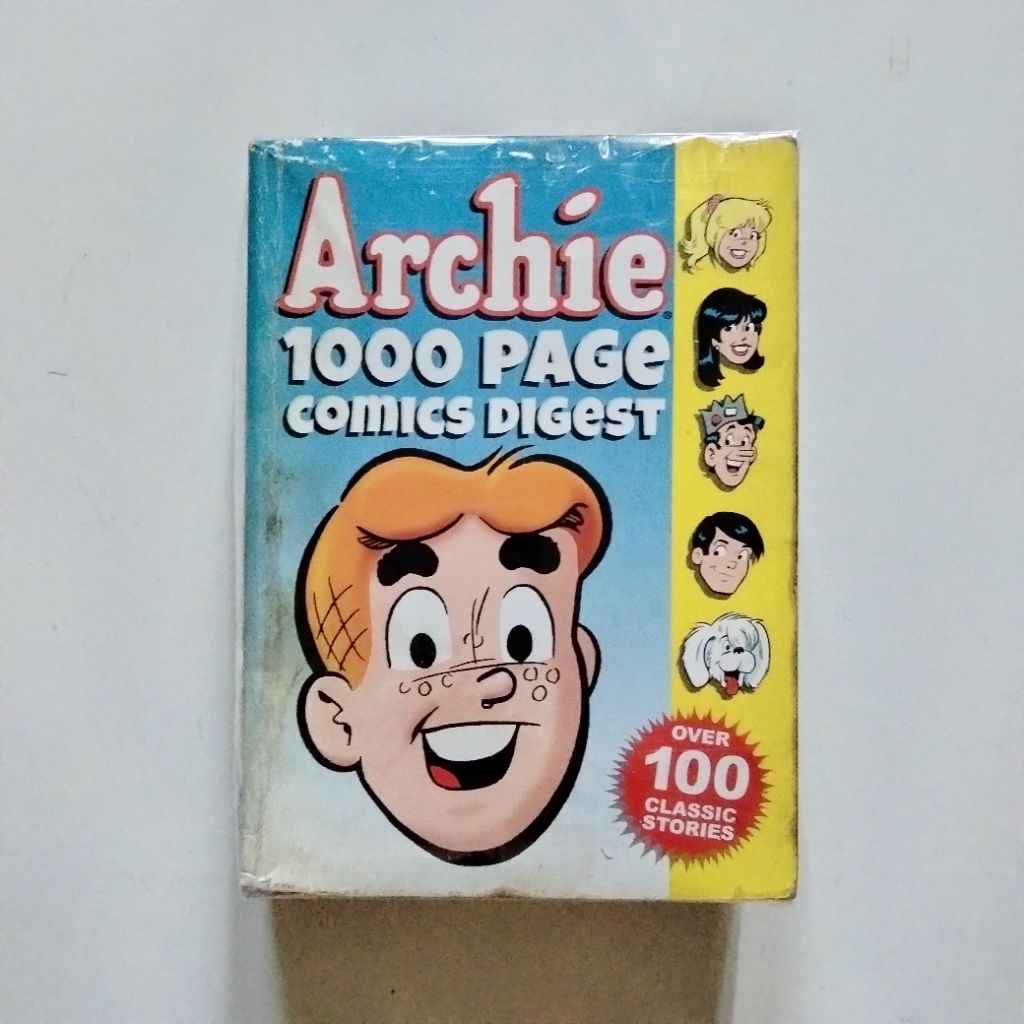 Archie
1000 PAGE
COMICS DIGEST
OVER
100
CLASSIC
STORIES